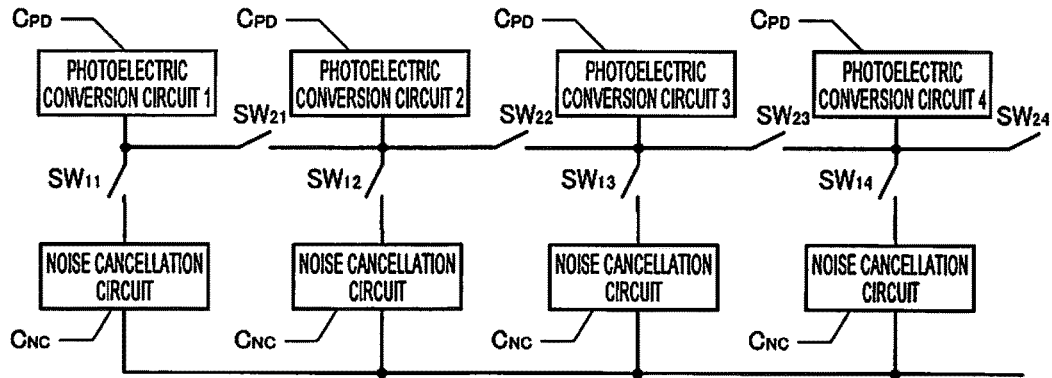 CPD CPD CPD CPD
PHOTOELECTRIC CONVERSION CIRCUIT 1
PHOTOELECTRIC CONVERSION CIRCUIT 2
PHOTOELECTRIC CONVERSION CIRCUIT 3
PHOTOELECTRIC CONVERSION CIRCUIT 4
SW21 SW22 SW23 SW24
SW11 SW12 SW13 SW14
NOISE CANCELLATION CIRCUIT
NOISE CANCELLATION CIRCUIT
NOISE CANCELLATION CIRCUIT
NOISE CANCELLATION CIRCUIT
CNC CNC CNC CNC